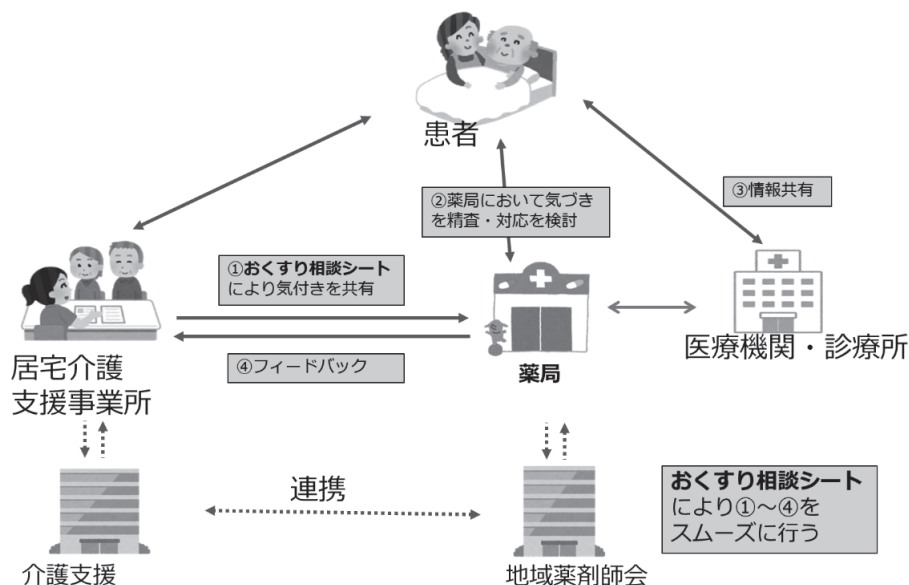 患者
②薬局において気づき
を精査・対応を検討
③情報共有
①おくすり相談シート
により気付きを共有
④フィードバック
居宅介護
支援事業所
薬局
医療機関・診療所
連携
おくすり相談シート
により①~④を
スムーズに行う
介護支援
地域薬剤師会